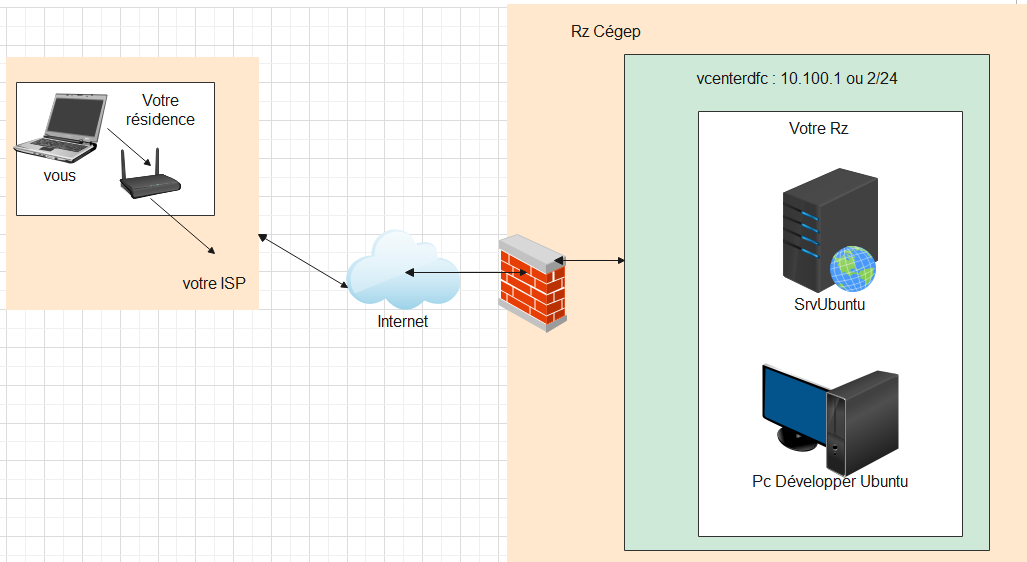 Rz Cégep
vcenterdfc : 10.100.1 ou 2/24
Votre Rz
Votre
résidence
vous
votre ISP
Internet
SrvUbuntu
Pc Développer Ubuntu